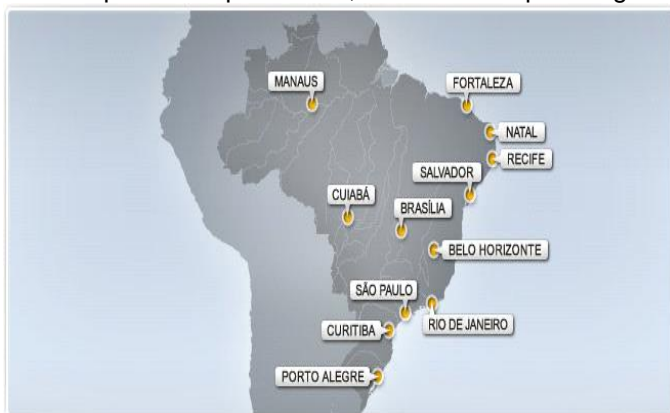 MANAUS
FORTALEZA
NATAL
RECIFE
SALVADOR
CUIABÁ
BRASÍLIA
BELO HORIZONTE
SÃO PAULO
RIO DE JANEIRO
CURITIBA
PORTO ALEGRE